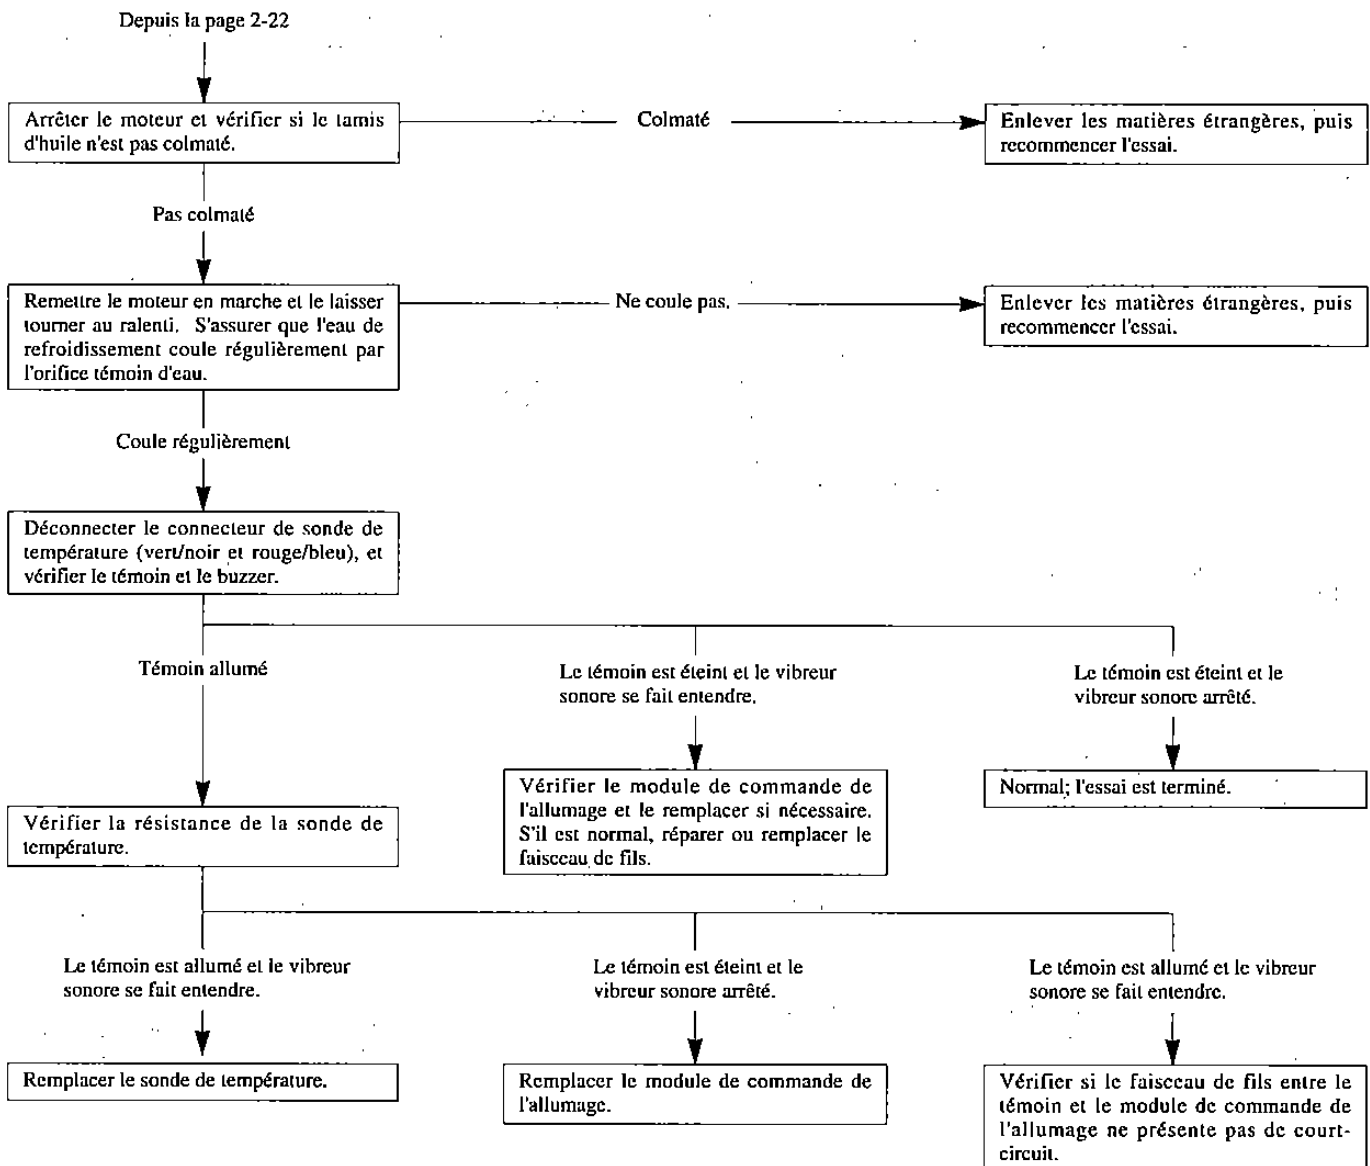 Depuis la page 2-22
Arrêter le moteur et vérifier si le tamis
d'huile n'est pas colmaté.
Colmaté
Enlever les matières étrangères, puis
recommencer l'essai.
Pas colmaté
Remettre le moteur en marche et le laisser
tourner au ralenti. S'assurer que l'eau de
refroidissement coule régulièrement par
l'orifice témoin d'eau.
Ne coule pas.
Enlever les matières étrangères, puis
recommencer l'essai.
Coule régulièrement
Déconnecter le connecteur de sonde de
température (vert/noir et rouge/bleu), et
vérifier le témoin et le buzzer.
Témoin allumé
Le témoin est éteint et le vibreur
sonore se fait entendre.
Le témoin est éteint et le
vibreur sonore arrêté.
Vérifier la résistance de la sonde de
température.
Vérifier le module de commande de
l'allumage et le remplacer si nécessaire.
S'il est normal, réparer ou remplacer le
faisceau de fils.
Normal; l'essai est terminé.
Le témoin est allumé et le vibreur
sonore se fait entendre.
Le témoin est éteint et le
vibreur sonore arrêté.
Le témoin est allumé et le vibreur
sonore se fait entendre.
Remplacer le sonde de température.
Remplacer le module de commande de
l'allumage.
Vérifier si le faisceau de fils entre le
témoin et le module de commande de
l'allumage ne présente pas de court-
circuit.